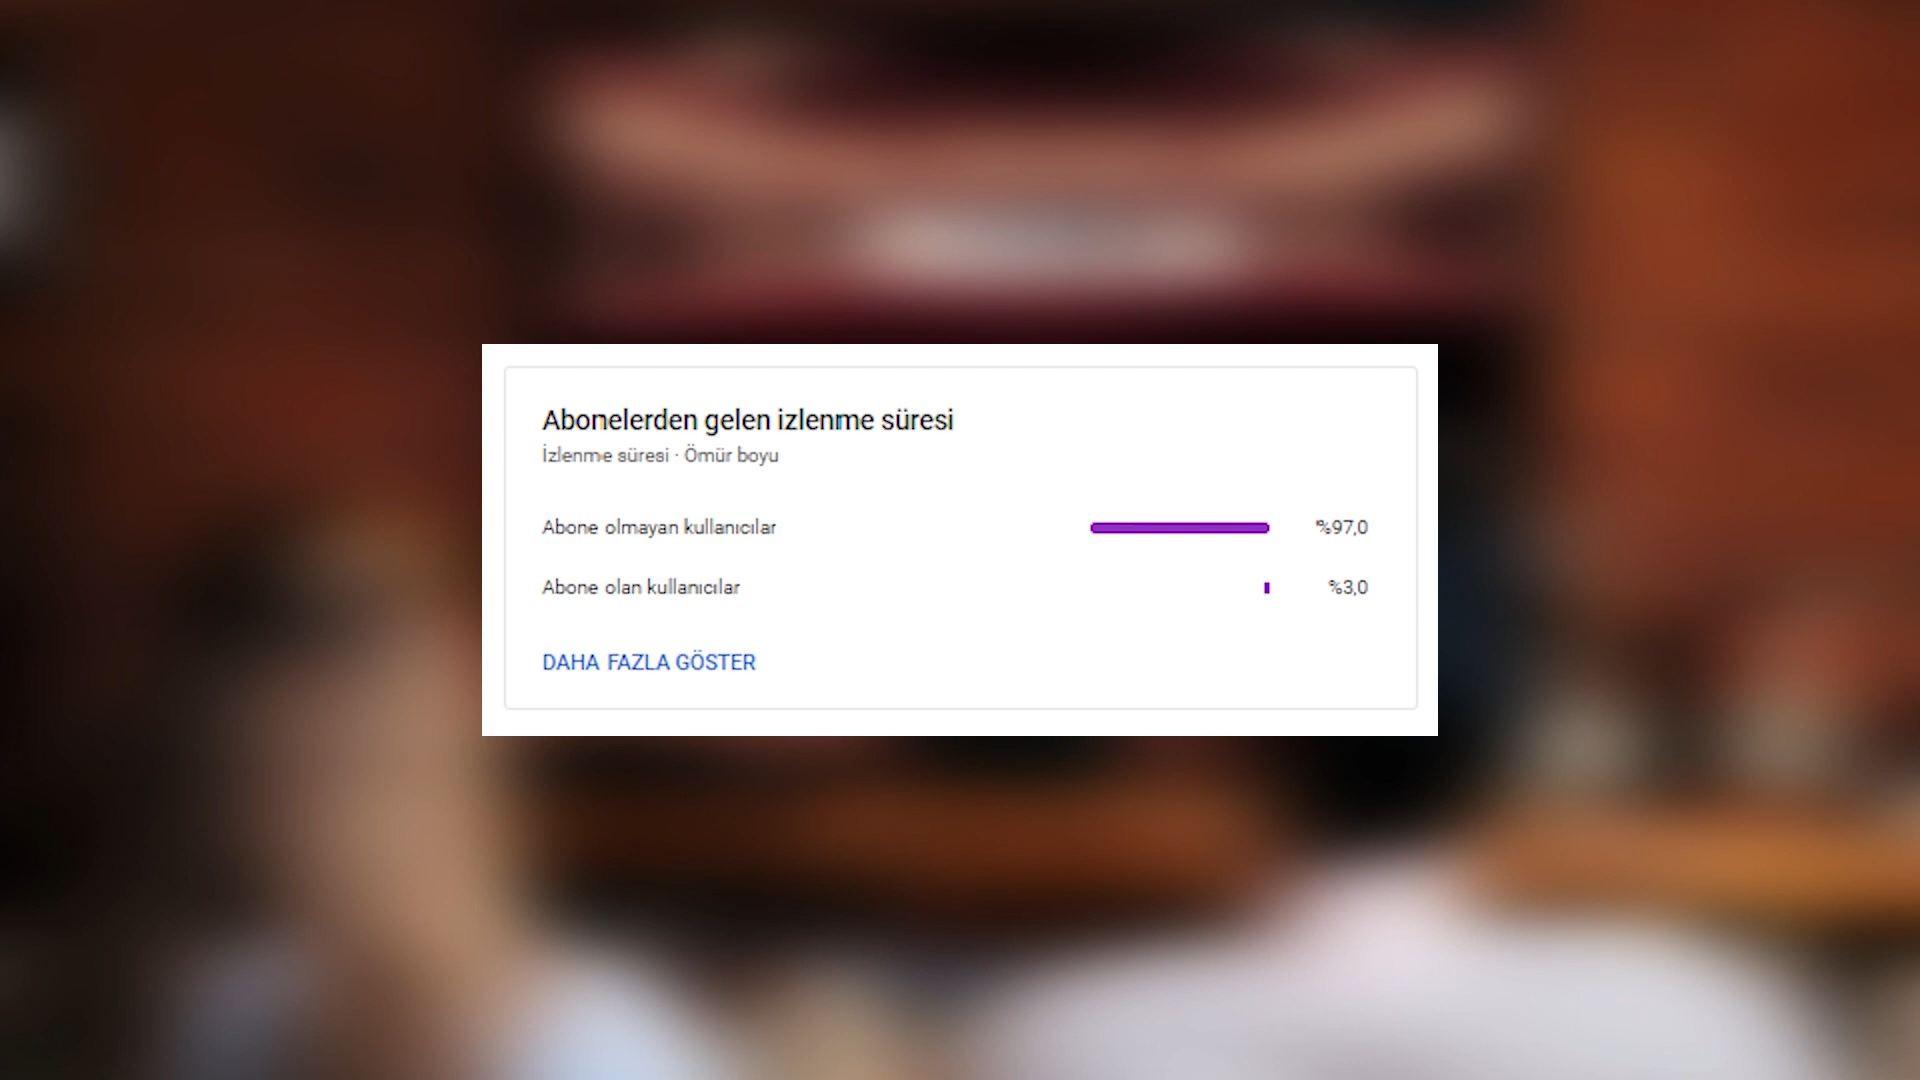 Abonelerden gelen izlenme süresi
İzlenme süresi · Ömür boyu
Abone olmayan kullanıcılar %97,0
Abone olan kullanıcılar %3,0
DAHA FAZLA GÖSTER